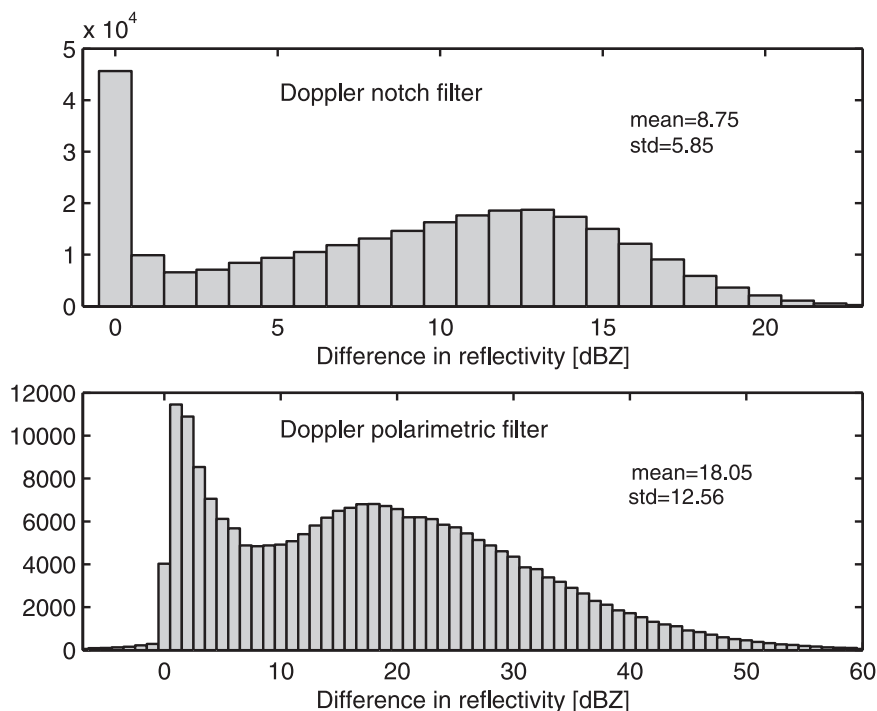 x 10^4
5
4
3
2
1
0
Doppler notch filter
mean=8.75
std=5.85
0 5 10 15 20
Difference in reflectivity [dBZ]
12000
10000
8000
6000
4000
2000
0
Doppler polarimetric filter
mean=18.05
std=12.56
0 10 20 30 40 50 60
Difference in reflectivity [dBZ]